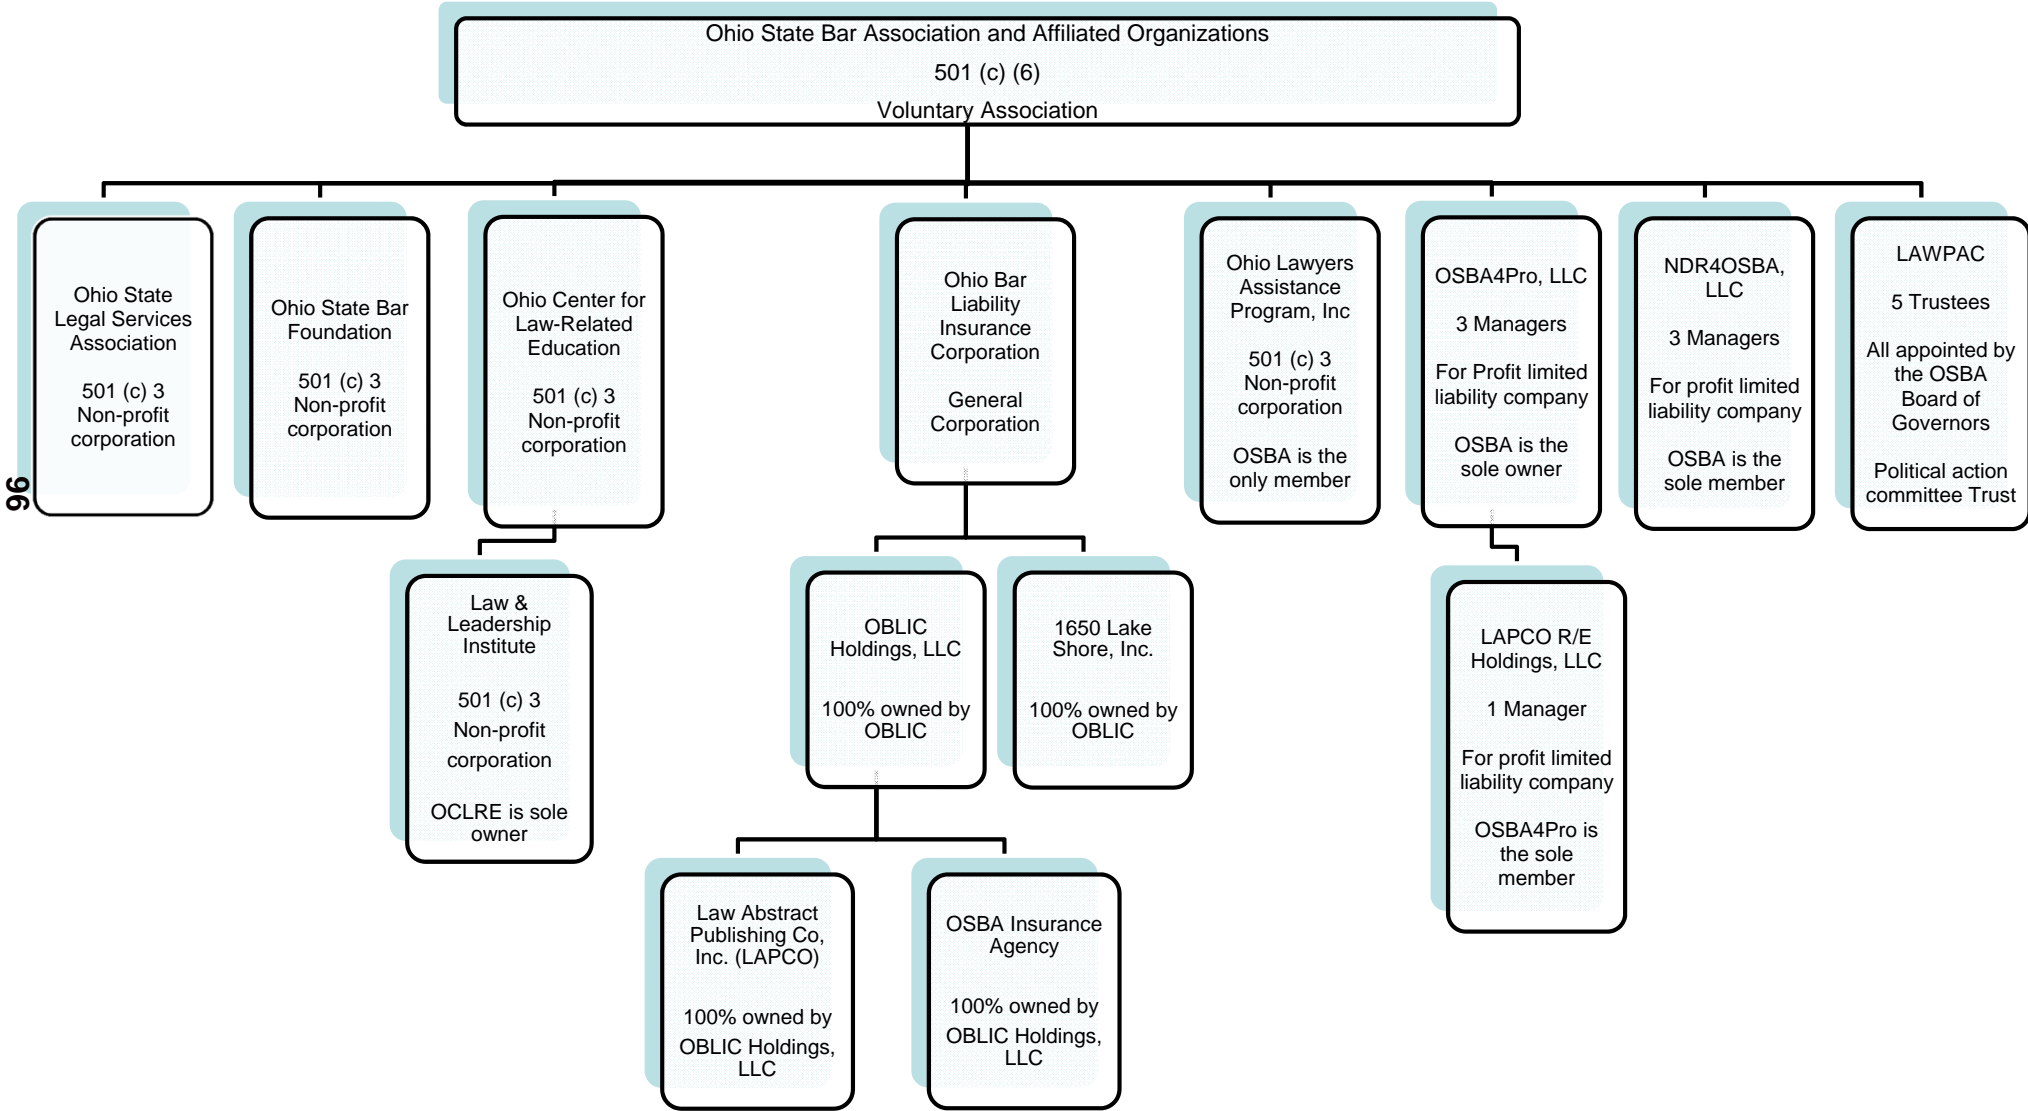 Ohio State Bar Association and Affiliated Organizations
501 (c) (6)
Voluntary Association
Ohio State
Legal Services
Association
501 (c) 3
Non-profit
corporation
Ohio State Bar
Foundation
501 (c) 3
Non-profit
corporation
Ohio Center for
Law-Related
Education
501 (c) 3
Non-profit
corporation
Ohio Bar
Liability
Insurance
Corporation
General
Corporation
Ohio Lawyers
Assistance
Program, Inc
501 (c) 3
Non-profit
corporation
OSBA is the
only member
OSBA4Pro, LLC
3 Managers
For Profit limited
liability company
OSBA is the
sole owner
NDR4OSBA,
LLC
3 Managers
For profit limited
liability company
OSBA is the
sole member
LAWPAC
5 Trustees
All appointed by
the OSBA
Board of
Governors
Political action
committee Trust
96
Law &
Leadership
Institute
501 (c) 3
Non-profit
corporation
OCLRE is sole
owner
OBLIC
Holdings, LLC
100% owned by
OBLIC
1650 Lake
Shore, Inc.
100% owned by
OBLIC
LAPCO R/E
Holdings, LLC
1 Manager
For profit limited
liability company
OSBA4Pro is
the sole
member
Law Abstract
Publishing Co,
Inc. (LAPCO)
100% owned by
OBLIC Holdings,
LLC
OSBA Insurance
Agency
100% owned by
OBLIC Holdings,
LLC